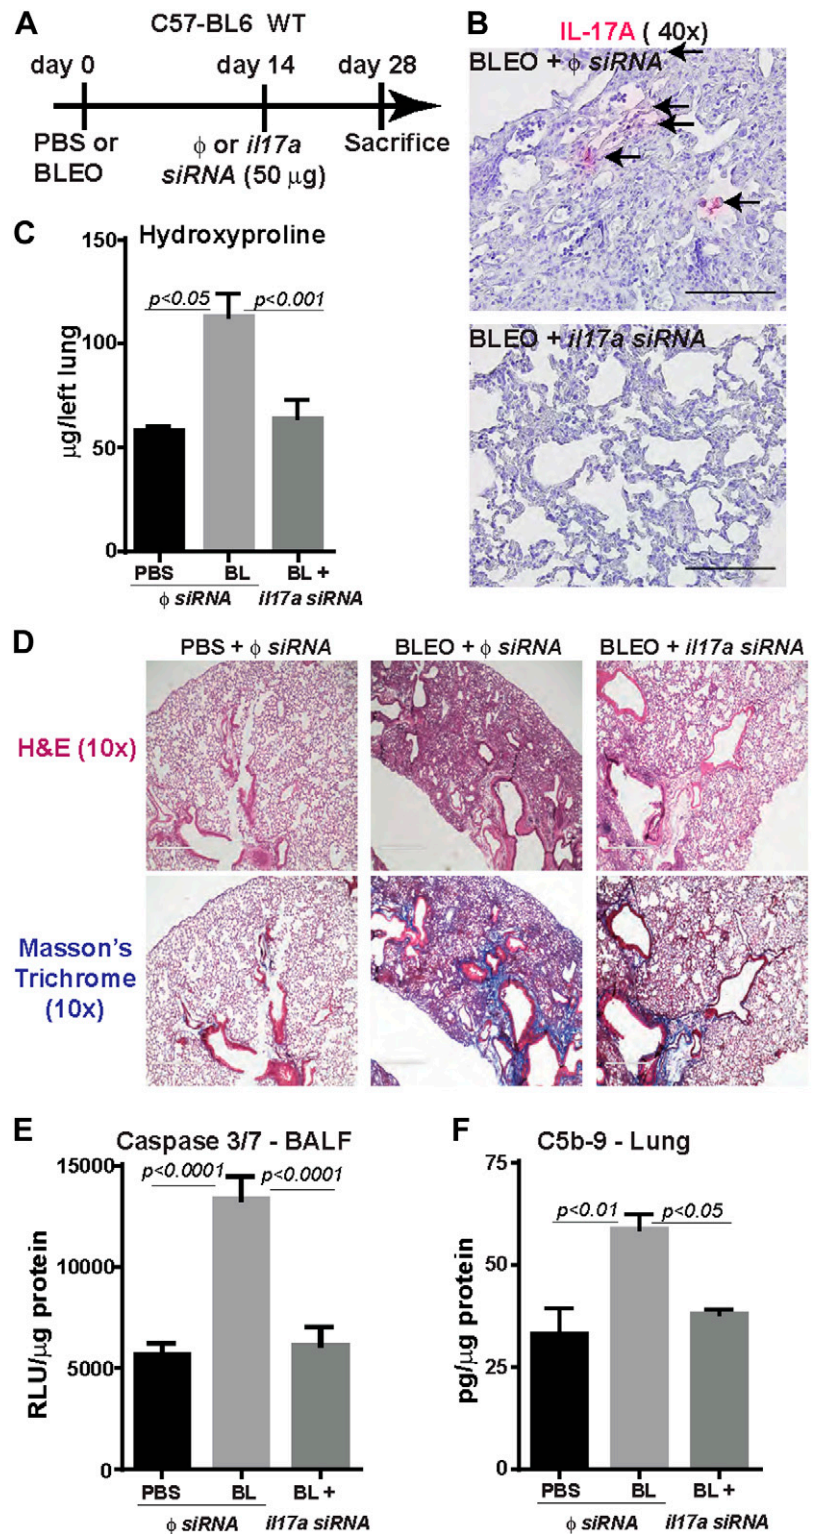 A
C57-BL6 WT
day 0 day 14 day 28
PBS or BLEO
ϕ or il17a siRNA (50 µg)
Sacrifice
B
IL-17A ( 40x)
BLEO + ϕ siRNA
BLEO + il17a siRNA
C
Hydroxyproline
µg/left lung
150
100
50
0
p<0.05 p<0.001
PBS BL BL +
ϕ siRNA il17a siRNA
D
PBS + ϕ siRNA BLEO + ϕ siRNA BLEO + il17a siRNA
H&E (10x)
Masson's
Trichrome
(10x)
E
Caspase 3/7 - BALF
RLU/µg protein
15000
10000
5000
0
p<0.0001 p<0.0001
PBS BL BL +
ϕ siRNA il17a siRNA
F
C5b-9 - Lung
pg/µg protein
75
50
25
0
p<0.01 p<0.05
PBS BL BL +
ϕ siRNA il17a siRNA